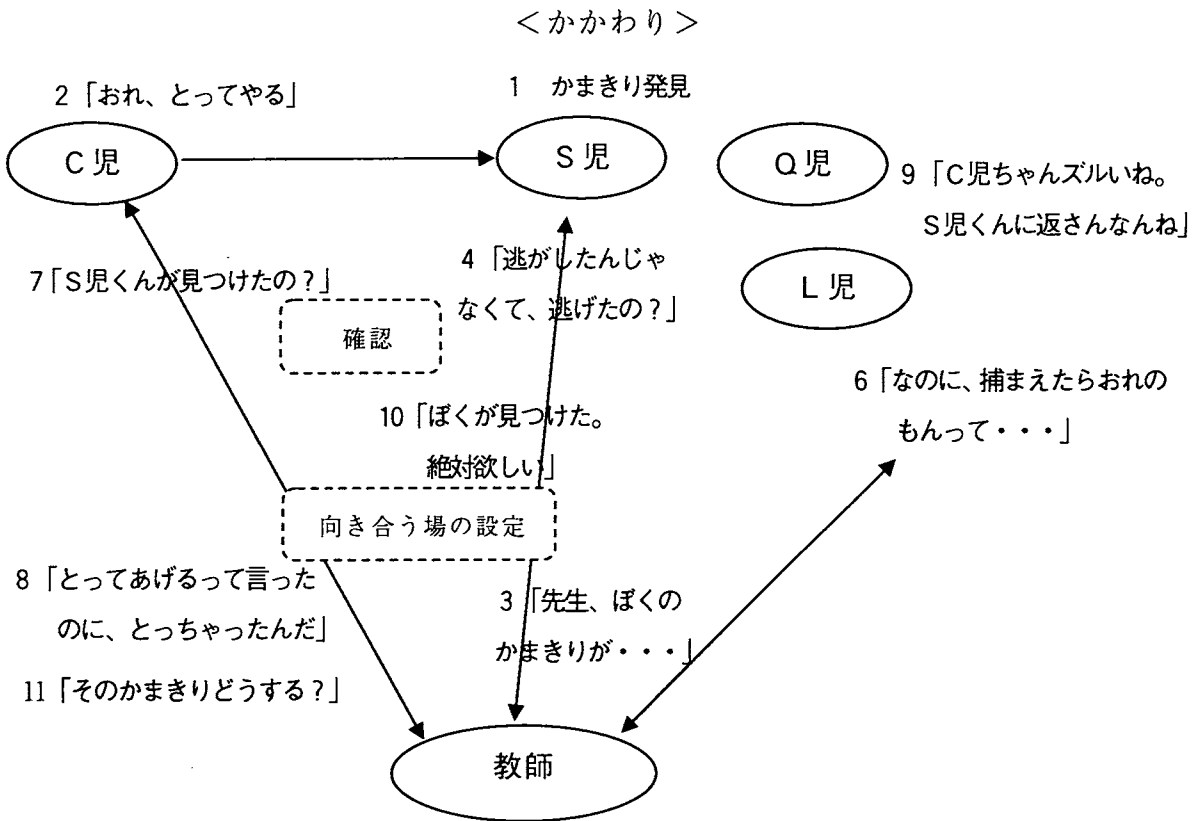 ＜かかわり＞
2「おれ、とってやる」
1　かまきり発見
C児
S児
Q児
9「C児ちゃんズルいね。
S児くんに返さんなんね」
7「S児くんが見つけたの？」
4「逃がしたんじゃ
なくて、逃げたの？」
L児
確認
6「なのに、捕まえたらおれの
もんって・・・」
10「ぼくが見つけた。
絶対欲しい」
向き合う場の設定
8「とってあげるって言った
のに、とっちゃったんだ」
3「先生、ぼくの
かまきりが・・・」
11「そのかまきりどうする？」
教師